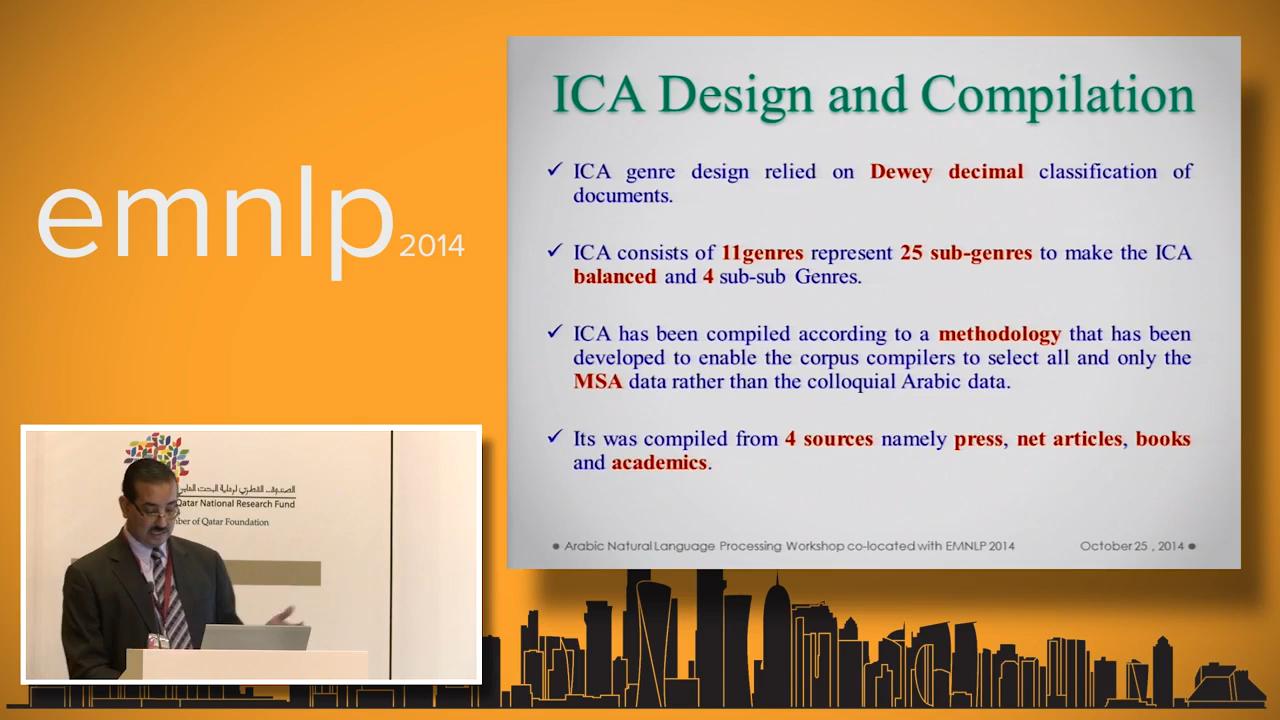 emnlp 2014
ICA Design and Compilation
✓ ICA genre design relied on Dewey decimal classification of
documents.
✓ ICA consists of 11genres represent 25 sub-genres to make the ICA
balanced and 4 sub-sub Genres.
✓ ICA has been compiled according to a methodology that has been
developed to enable the corpus compilers to select all and only the
MSA data rather than the colloquial Arabic data.
✓ Its was compiled from 4 sources namely press, net articles, books
and academics.
● Arabic Natural Language Processing Workshop co-located with EMNLP 2014 October 25 , 2014 ●
الصندوق القطري لرعاية البحث العلمي
Qatar National Research Fund
of Qatar Foundation